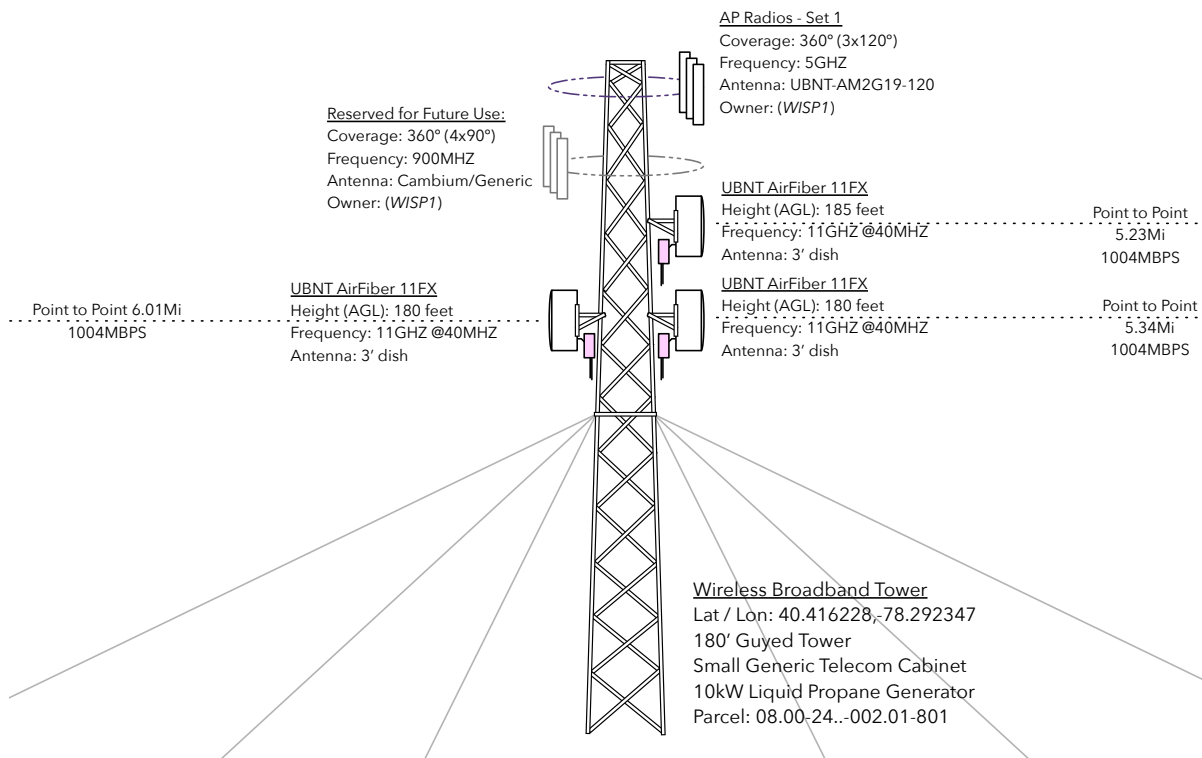 AP Radios - Set 1
Coverage: 360° (3x120°)
Frequency: 5GHZ
Antenna: UBNT-AM2G19-120
Owner: (WISP1)
Reserved for Future Use:
Coverage: 360° (4x90°)
Frequency: 900MHZ
Antenna: Cambium/Generic
Owner: (WISP1)
UBNT AirFiber 11FX
Height (AGL): 185 feet
Frequency: 11GHZ @40MHZ
Antenna: 3’ dish
Point to Point
5.23Mi
1004MBPS
Point to Point 6.01Mi
1004MBPS
UBNT AirFiber 11FX
Height (AGL): 180 feet
Frequency: 11GHZ @40MHZ
Antenna: 3’ dish
UBNT AirFiber 11FX
Height (AGL): 180 feet
Frequency: 11GHZ @40MHZ
Antenna: 3’ dish
Point to Point
5.34Mi
1004MBPS
Wireless Broadband Tower
Lat / Lon: 40.416228,-78.292347
180’ Guyed Tower
Small Generic Telecom Cabinet
10kW Liquid Propane Generator
Parcel: 08.00-24..-002.01-801